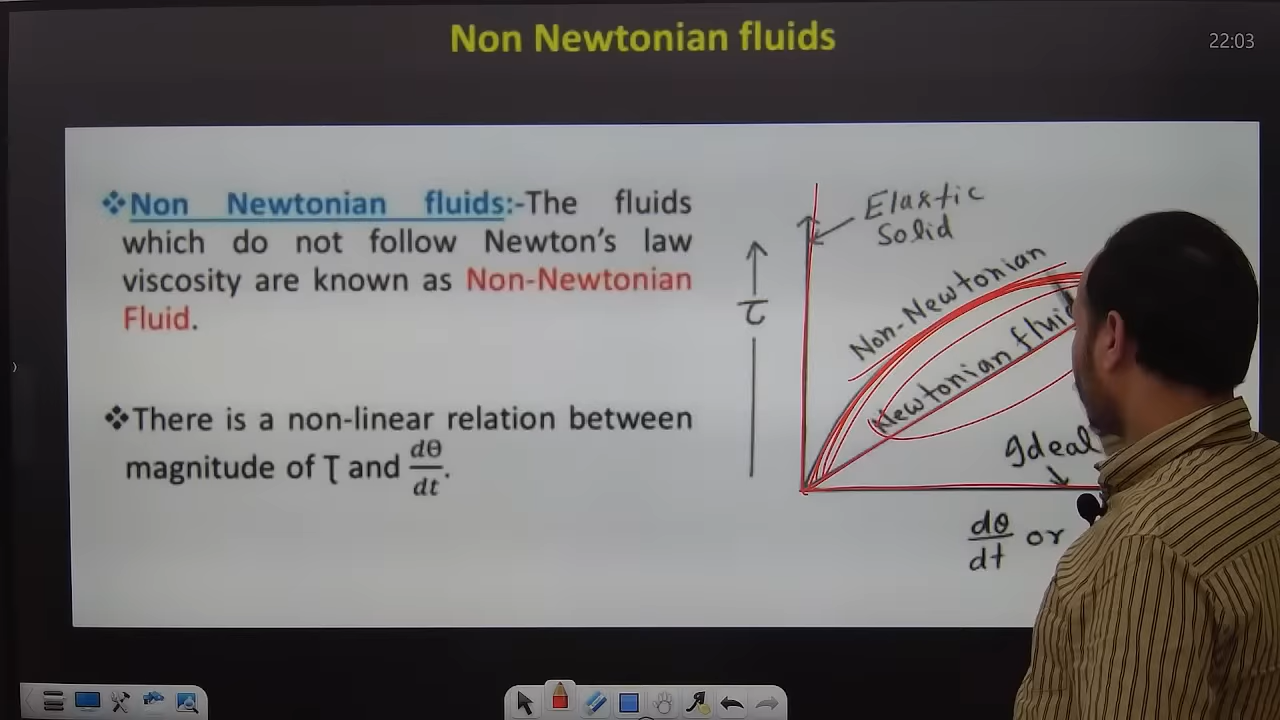 Non Newtonian fluids
22:03
❖Non Newtonian fluids:-The fluids
which do not follow Newton's law
viscosity are known as Non-Newtonian
Fluid.
❖There is a non-linear relation between
magnitude of Ʈ and dθ/dt.
Elastic
Solid
τ
Non-Newtonian
Newtonian fluid
Ideal
dθ/dt or